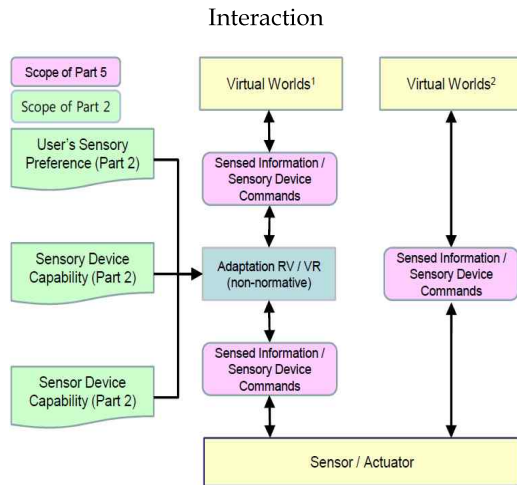 Interaction
Scope of Part 5
Scope of Part 2
User's Sensory
Preference (Part 2)
Sensory Device
Capability (Part 2)
Sensor Device
Capability (Part 2)
Virtual Worlds¹
Sensed Information /
Sensory Device
Commands
Adaptation RV / VR
(non-normative)
Sensed Information /
Sensory Device
Commands
Virtual Worlds²
Sensed Information /
Sensory Device
Commands
Sensor / Actuator